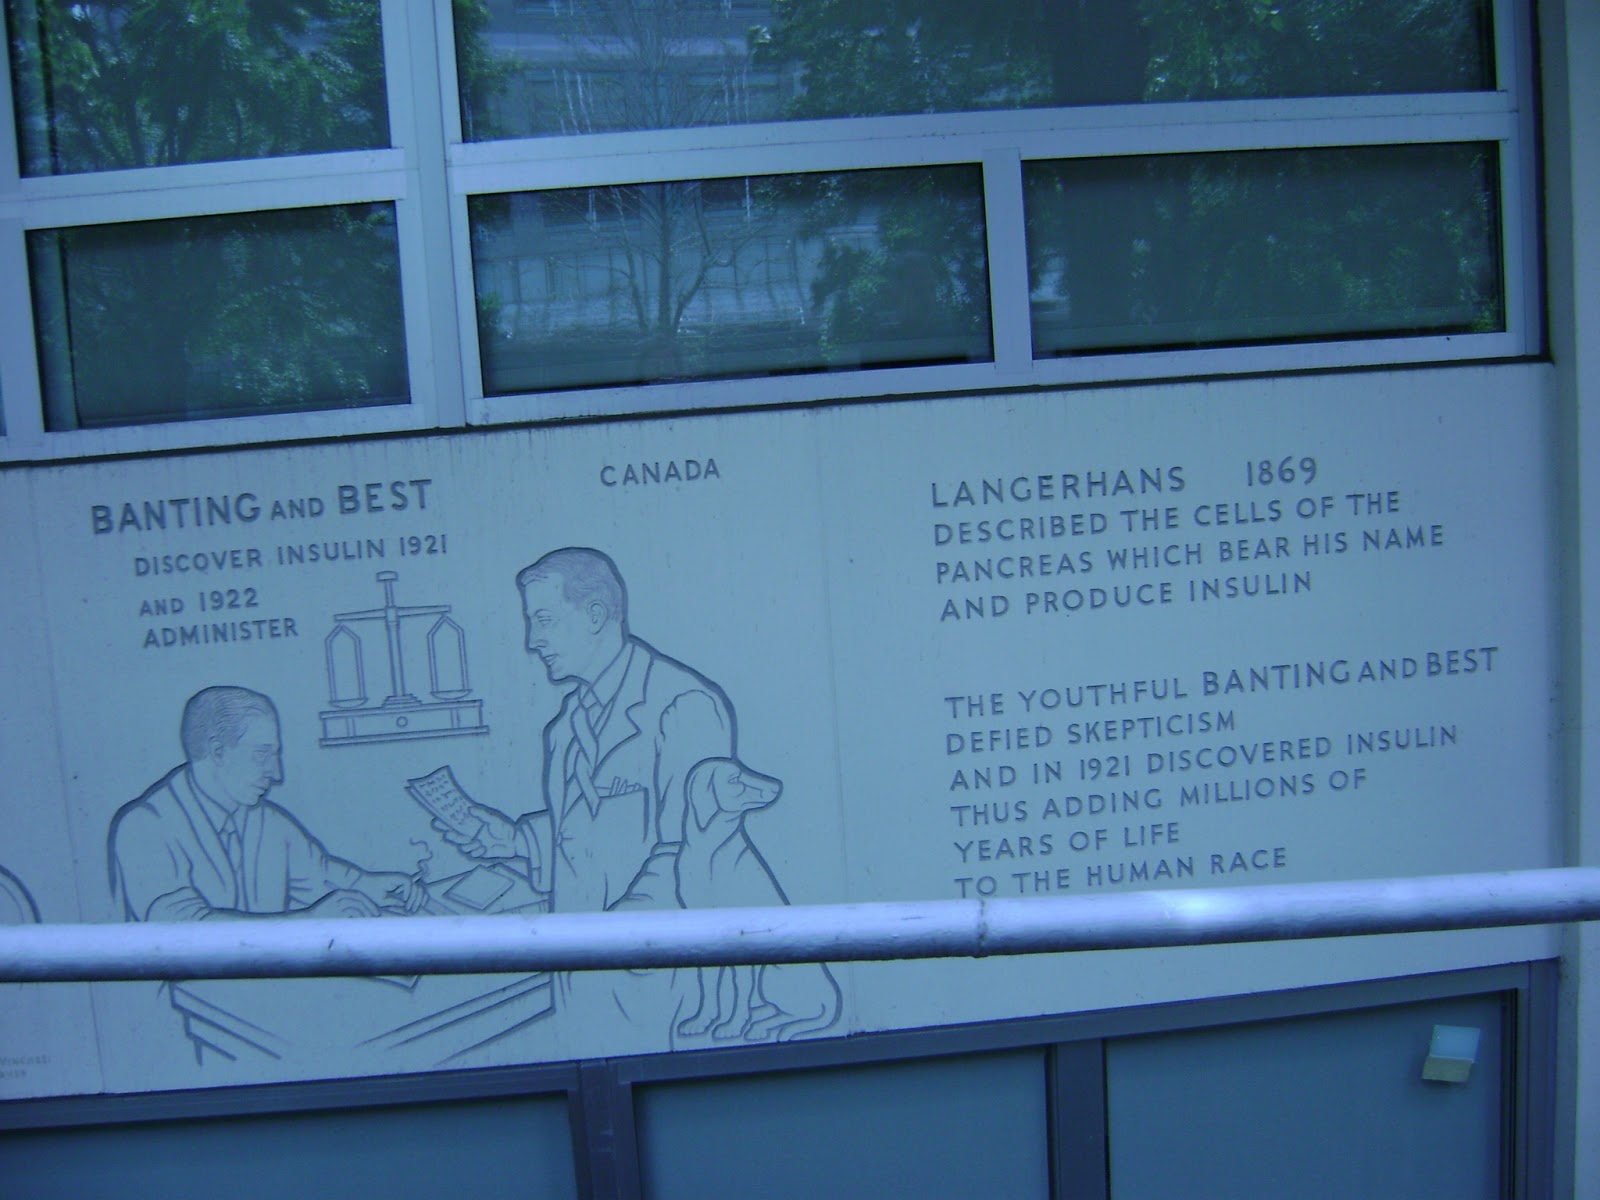 BANTING AND BEST
DISCOVER INSULIN 1921
AND 1922
ADMINISTER
CANADA
LANGERHANS 1869
DESCRIBED THE CELLS OF THE
PANCREAS WHICH BEAR HIS NAME
AND PRODUCE INSULIN
THE YOUTHFUL BANTING AND BEST
DEFIED SKEPTICISM
AND IN 1921 DISCOVERED INSULIN
THUS ADDING MILLIONS OF
YEARS OF LIFE
TO THE HUMAN RACE